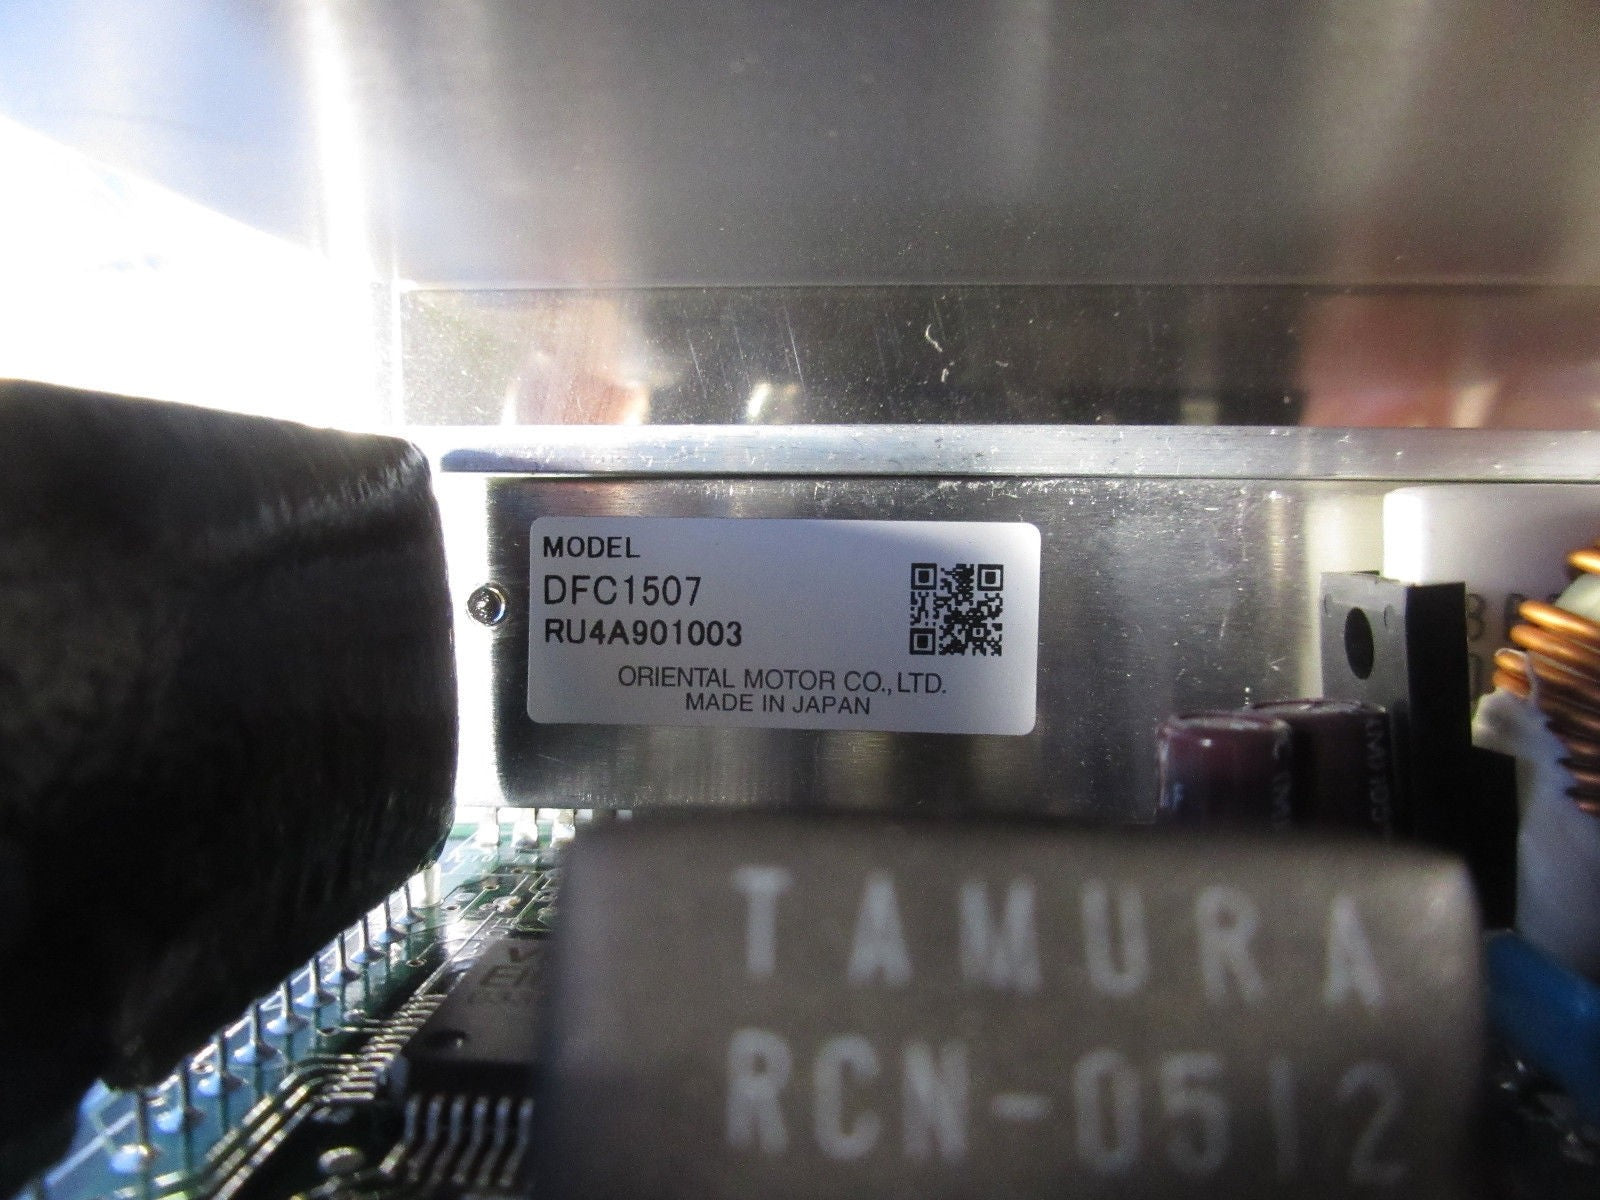 MODEL
DFC1507
RU4A901003
ORIENTAL MOTOR CO., LTD.
MADE IN JAPAN
TAMURA
RCN-0512